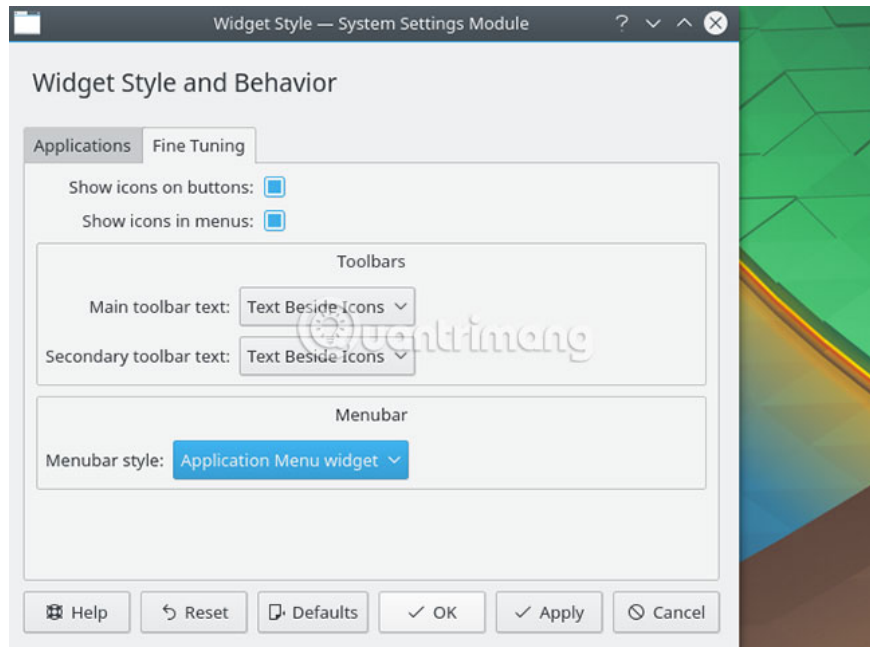 Widget Style — System Settings Module
Widget Style and Behavior
Applications Fine Tuning
Show icons on buttons:
Show icons in menus:
Toolbars
Main toolbar text: Text Beside Icons
Secondary toolbar text: Text Beside Icons
Quantrimang
Menubar
Menubar style: Application Menu widget
Help Reset Defaults OK Apply Cancel